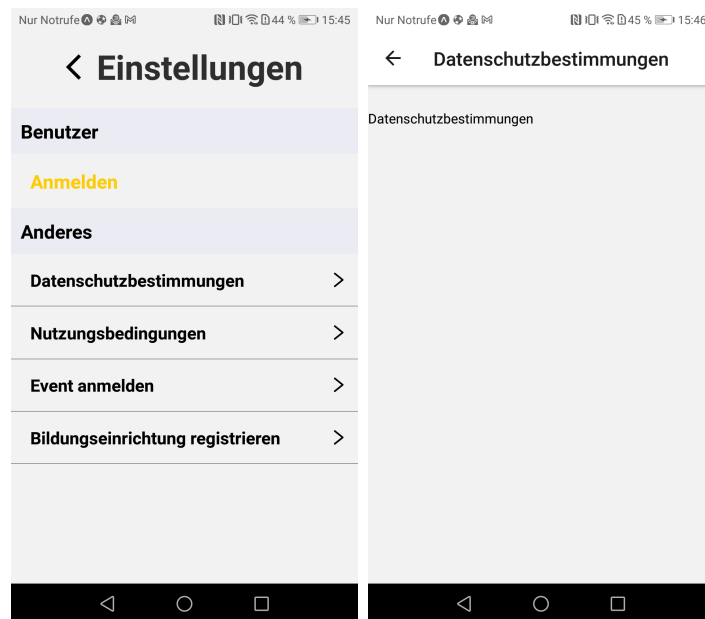 Nur Notrufe 44 % 15:45
Einstellungen
Benutzer
Anmelden
Anderes
Datenschutzbestimmungen
Nutzungsbedingungen
Event anmelden
Bildungseinrichtung registrieren
Nur Notrufe 45 % 15:46
Datenschutzbestimmungen
Datenschutzbestimmungen